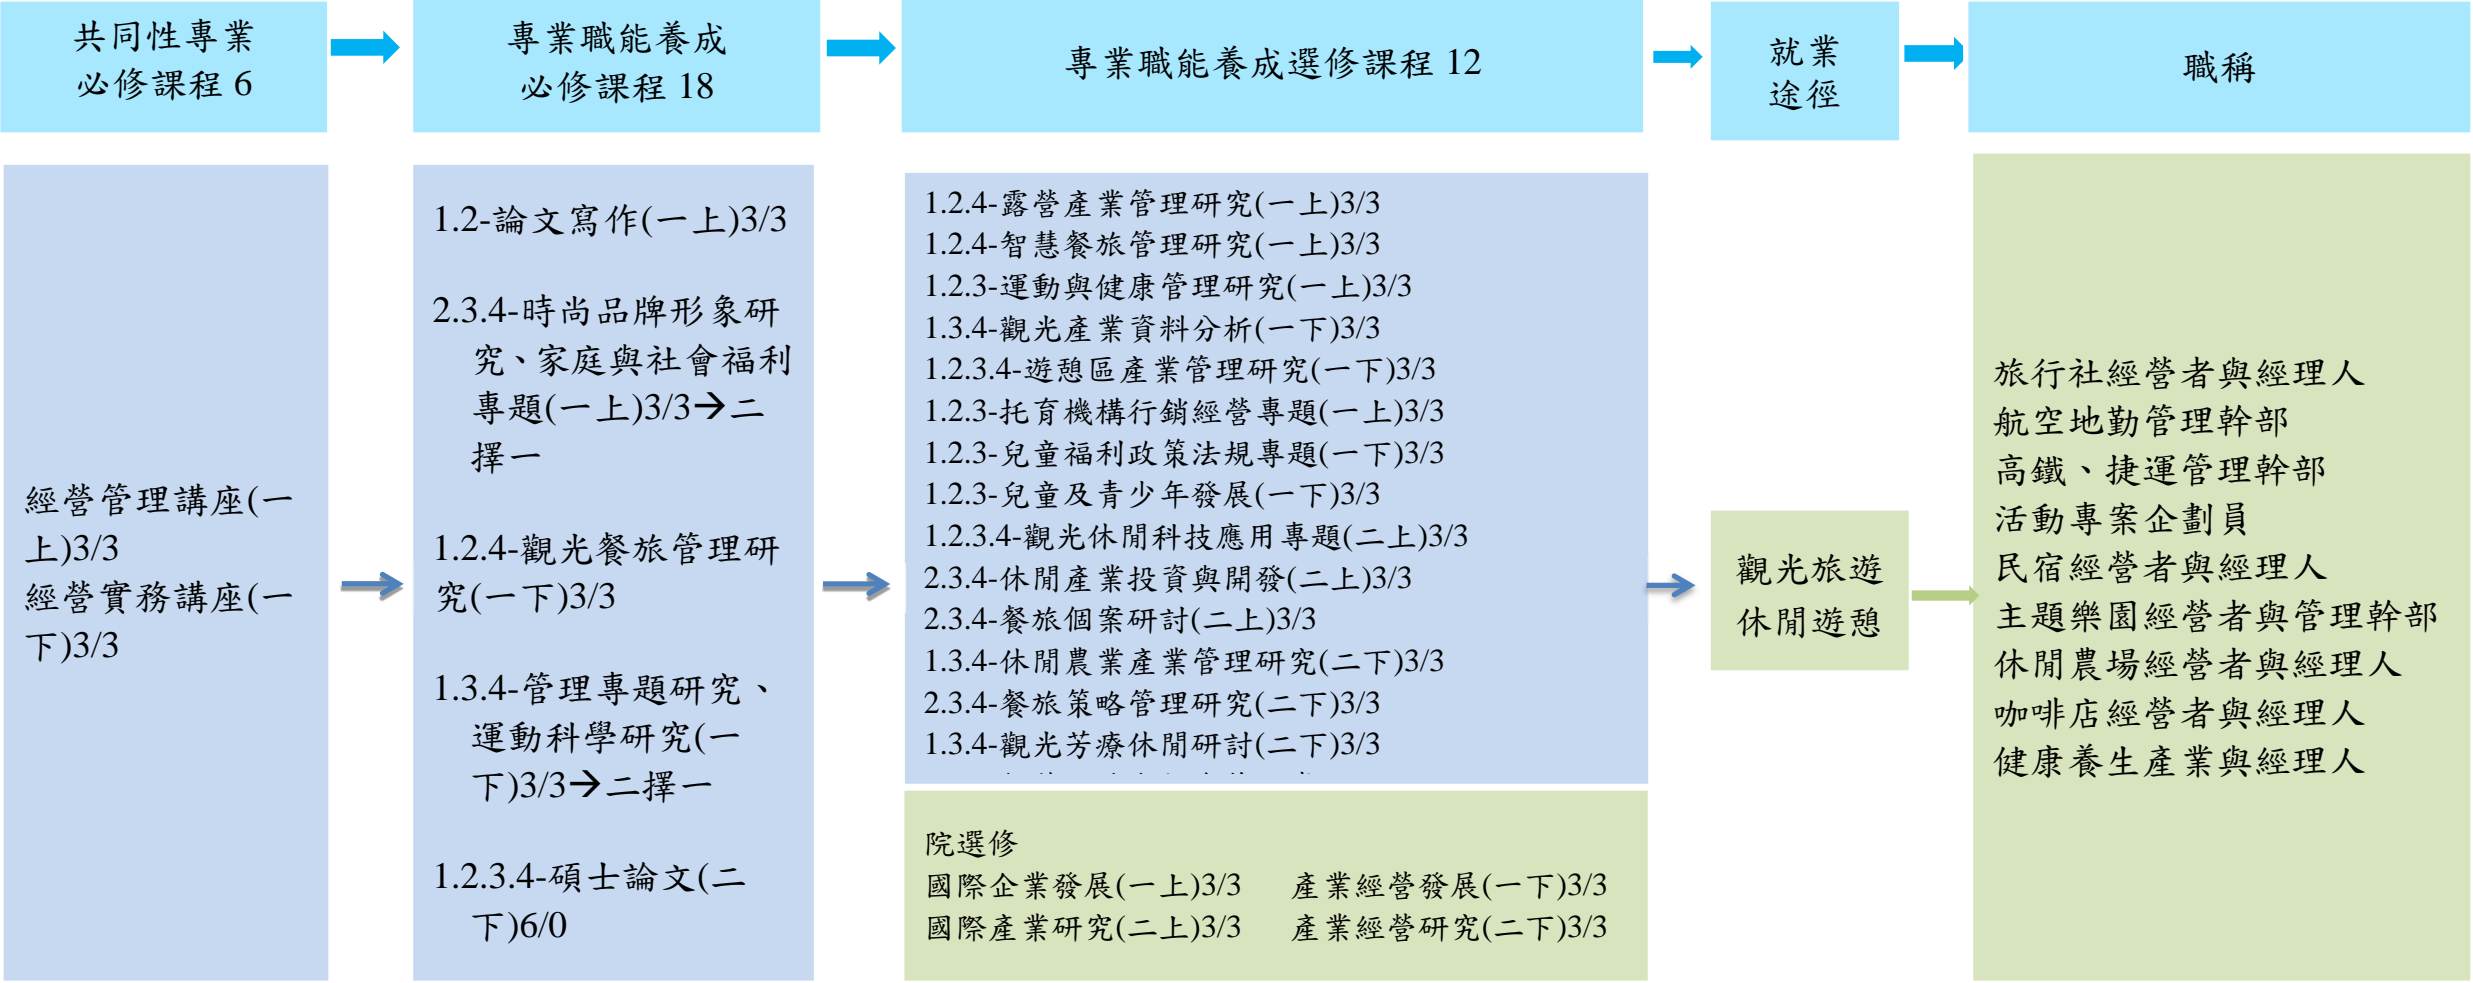 共同性專業
必修課程 6
專業職能養成
必修課程 18
專業職能養成選修課程 12
就業
途徑
職稱
經營管理講座(一
上)3/3
經營實務講座(一
下)3/3
1.2-論文寫作(一上)3/3
2.3.4-時尚品牌形象研
究、家庭與社會福利
專題(一上)3/3→二
擇一
1.2.4-觀光餐旅管理研
究(一下)3/3
1.3.4-管理專題研究、
運動科學研究(一
下)3/3→二擇一
1.2.3.4-碩士論文(二
下)6/0
1.2.4-露營產業管理研究(一上)3/3
1.2.4-智慧餐旅管理研究(一上)3/3
1.2.3-運動與健康管理研究(一上)3/3
1.3.4-觀光產業資料分析(一下)3/3
1.2.3.4-遊憩區產業管理研究(一下)3/3
1.2.3-托育機構行銷經營專題(一上)3/3
1.2.3-兒童福利政策法規專題(一下)3/3
1.2.3-兒童及青少年發展(一下)3/3
1.2.3.4-觀光休閒科技應用專題(二上)3/3
2.3.4-休閒產業投資與開發(二上)3/3
2.3.4-餐旅個案研討(二上)3/3
1.3.4-休閒農業產業管理研究(二下)3/3
2.3.4-餐旅策略管理研究(二下)3/3
1.3.4-觀光芳療休閒研討(二下)3/3
院選修
國際企業發展(一上)3/3 產業經營發展(一下)3/3
國際產業研究(二上)3/3 產業經營研究(二下)3/3
觀光旅遊
休閒遊憩
旅行社經營者與經理人
航空地勤管理幹部
高鐵、捷運管理幹部
活動專案企劃員
民宿經營者與經理人
主題樂園經營者與管理幹部
休閒農場經營者與經理人
咖啡店經營者與經理人
健康養生產業與經理人